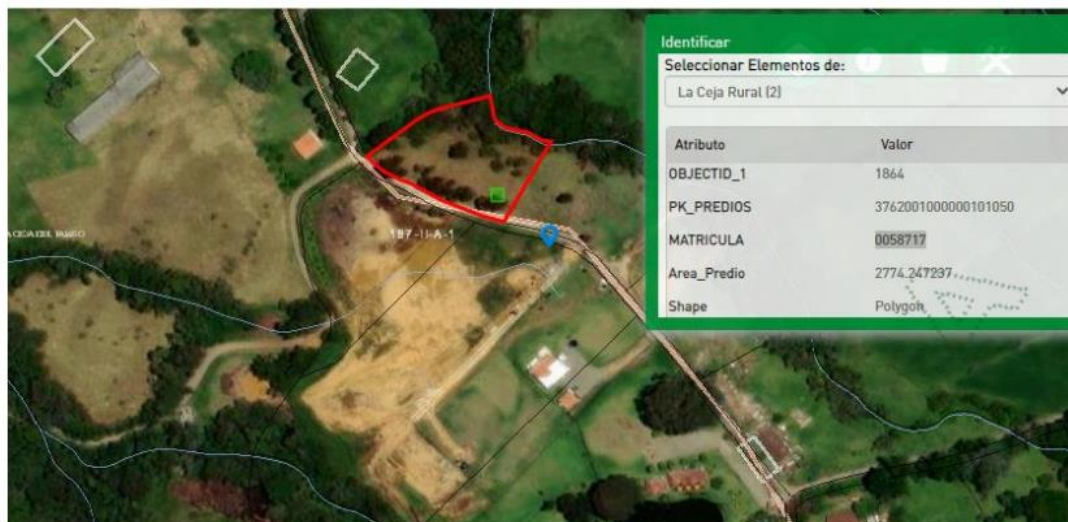 Identificar
Seleccionar Elementos de:
La Ceja Rural (2)
Atributo Valor
OBJECTID_1 1864
PK_PREDIOS 3762001000000101050
MATRICULA 0058717
Area_Predio 2774.247237
Shape Polygon
197-II-A-1